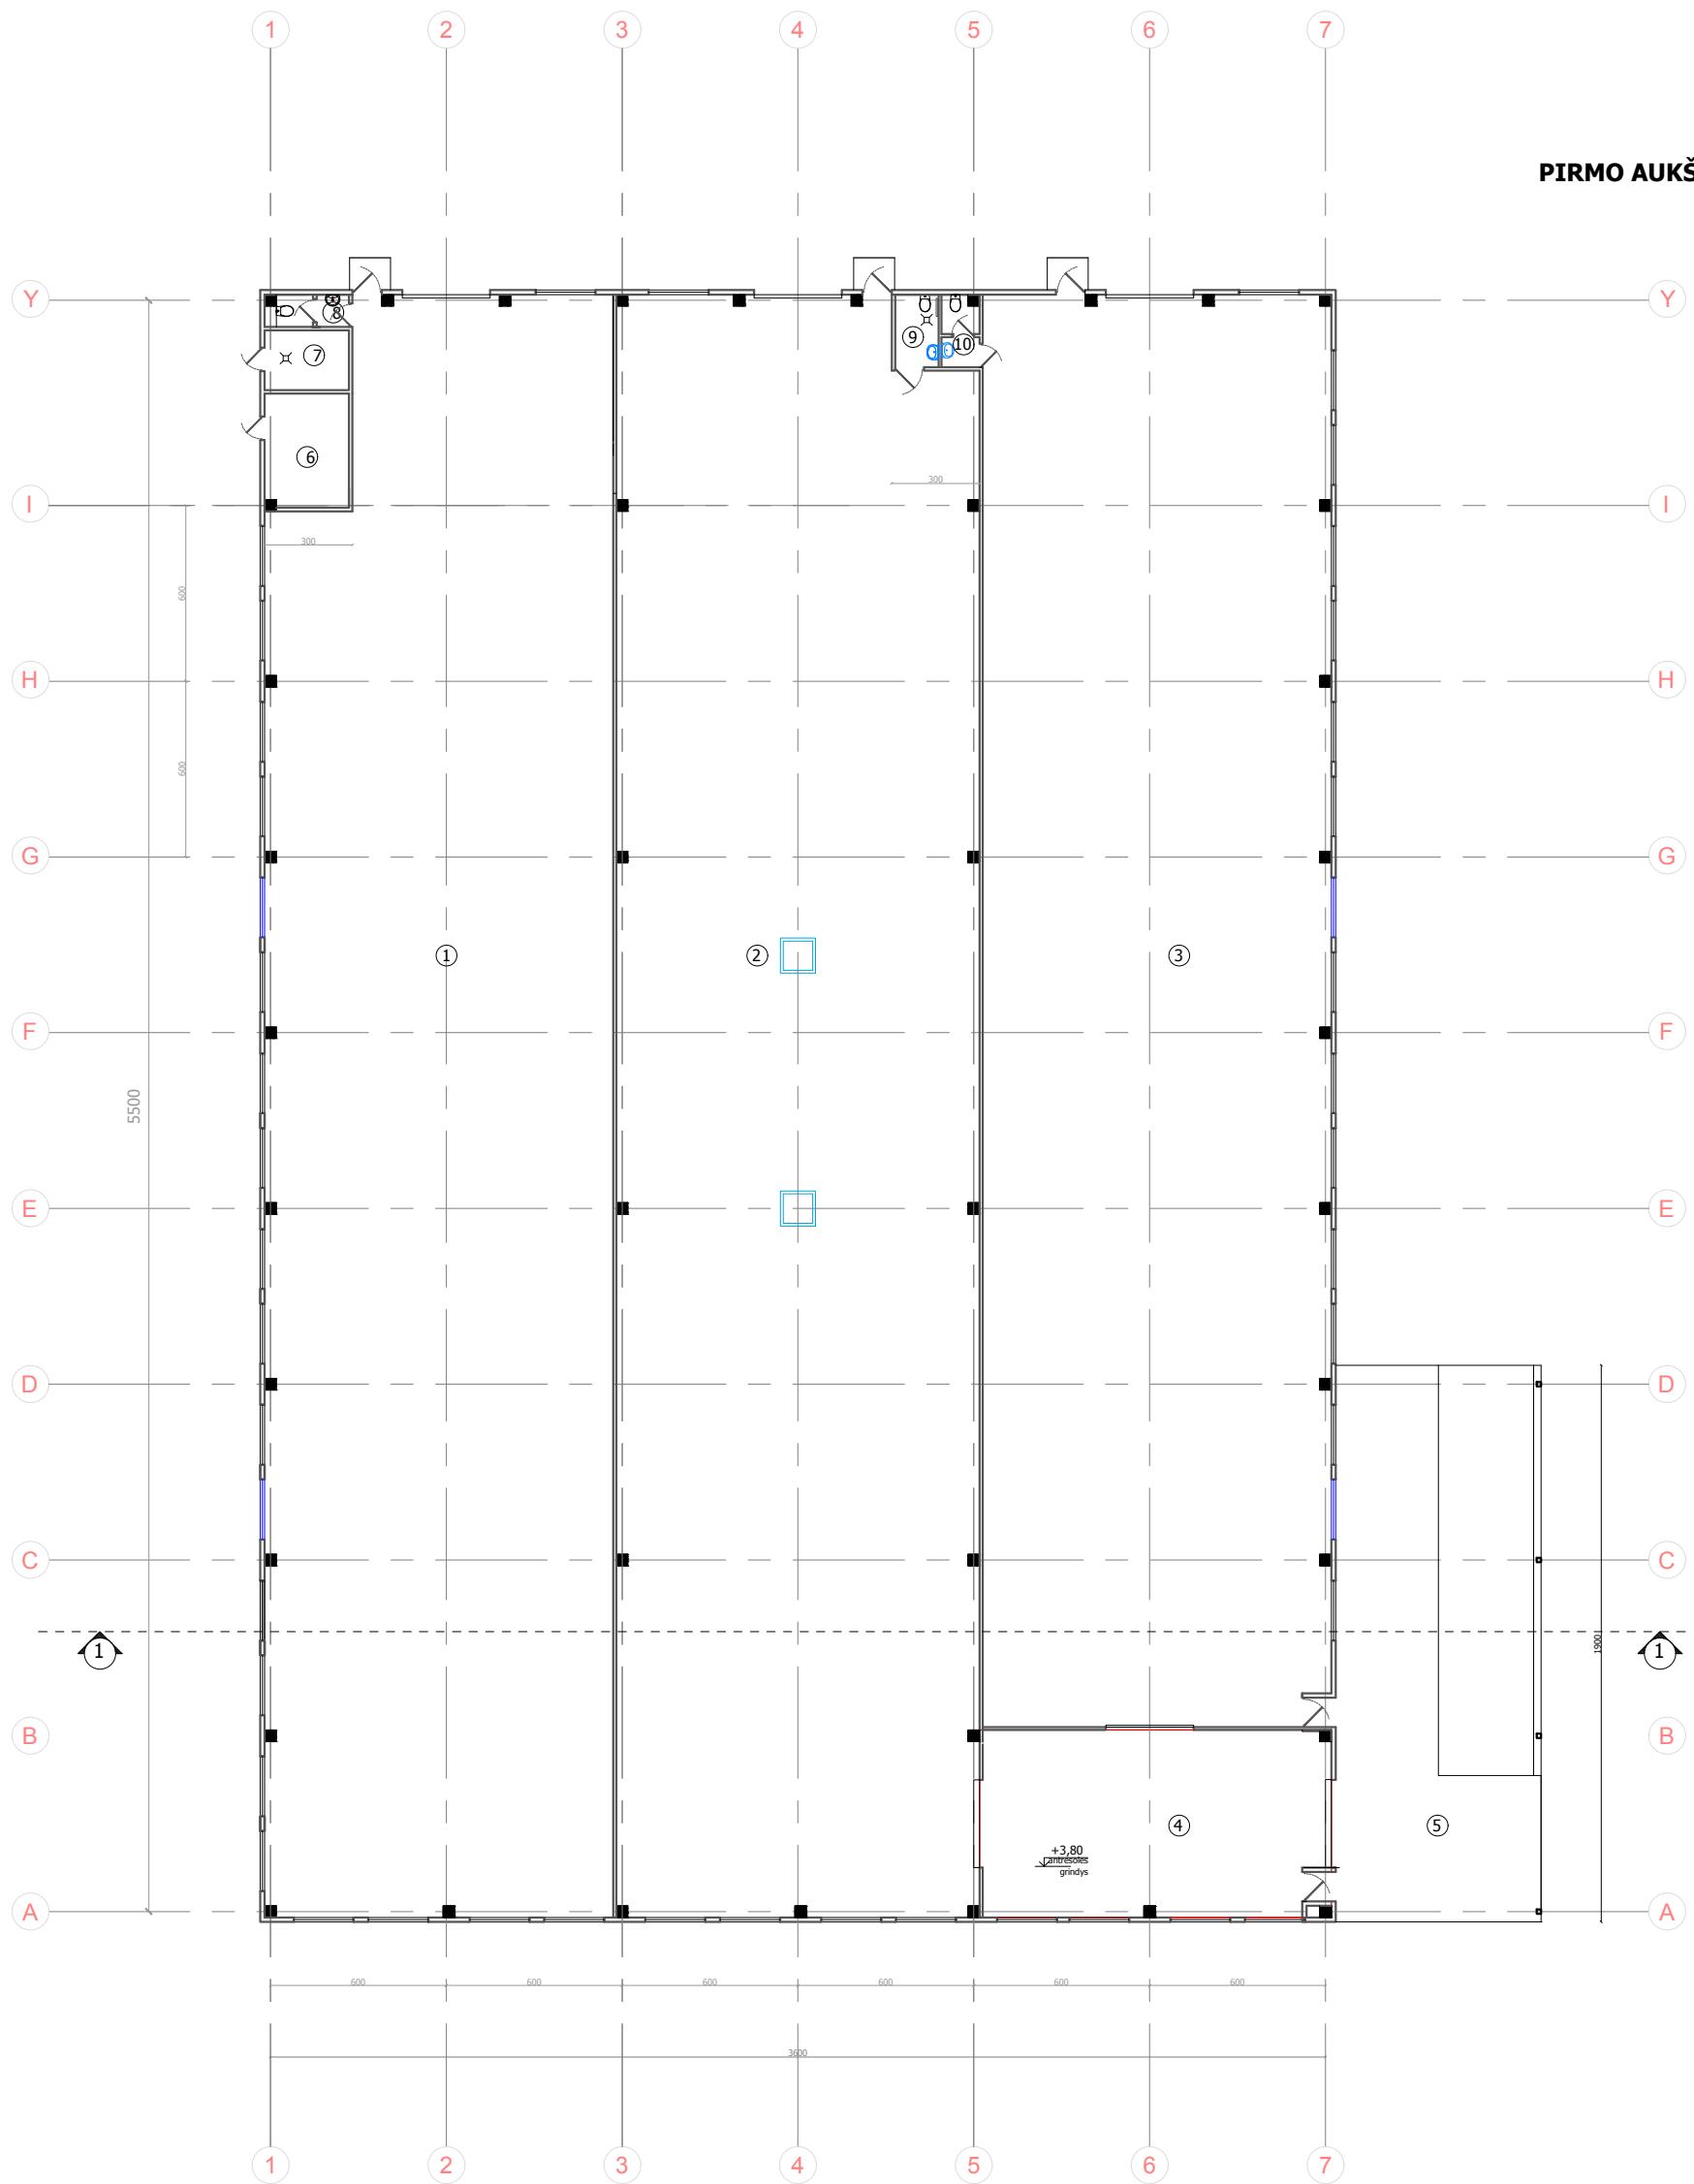 1 2 3 4 5 6 7
PIRMO AUKŠ
Y Y
8
9 10
7
6
300
I I
300
600
H H
600
G G
1 2 3
F F
5500
E E
D D
C C
1900
1 1
B B
4 5
+3,80
antresolės
grindys
A A
600 600 600 600 600 600
3600
1 2 3 4 5 6 7